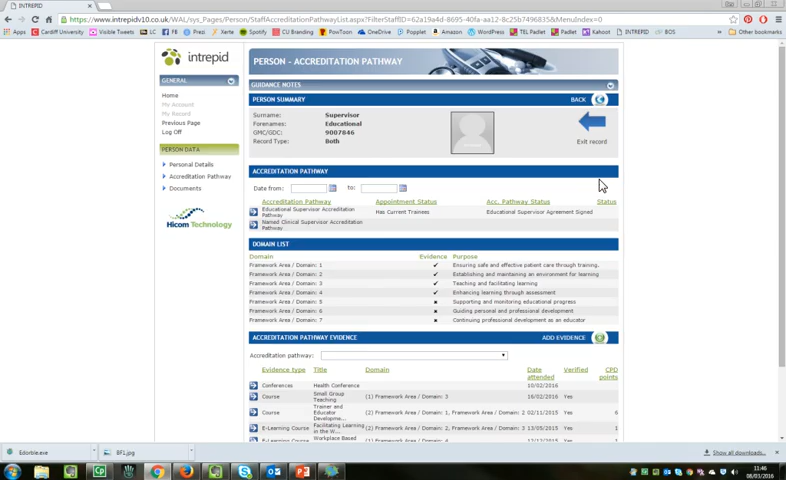 INTREPID
https://www.intrepidv10.co.uk/WAL/sys_Pages/Person/StaffAccreditationPathwayList.aspx?FilterStaffID=62a19a4d-8695-40fa-aa12-8c25b7496835&MenuIndex=0
Apps Cardiff University Visible Tweets LC FB Prezi Xerte Spotify CU Branding PowToon OneDrive Popplet Amazon WordPress TEL Padlet Padlet Kahoot INTREPID BOS » Other bookmarks
intrepid
PERSON - ACCREDITATION PATHWAY
GENERAL
Home
My Account
My Record
Previous Page
Log Off
PERSON DATA
Personal Details
Accreditation Pathway
Documents
Hicom Technology
GUIDANCE NOTES
PERSON SUMMARY BACK
Surname: Supervisor
Forenames: Educational
GMC/GDC: 9007846
Record Type: Both
Exit record
ACCREDITATION PATHWAY
Date from: to:
Accreditation Pathway Appointment Status Acc. Pathway Status Status
Educational Supervisor Accreditation Pathway Has Current Trainees Educational Supervisor Agreement Signed
Named Clinical Supervisor Accreditation Pathway
DOMAIN LIST
Domain Evidence Purpose
Framework Area / Domain: 1 ✔ Ensuring safe and effective patient care through training.
Framework Area / Domain: 2 ✔ Establishing and maintaining an environment for learning
Framework Area / Domain: 3 ✔ Teaching and facilitating learning
Framework Area / Domain: 4 ✔ Enhancing learning through assessment
Framework Area / Domain: 5 ✖ Supporting and monitoring educational progress
Framework Area / Domain: 6 ✖ Guiding personal and professional development
Framework Area / Domain: 7 ✖ Continuing professional development as an educator
ACCREDITATION PATHWAY EVIDENCE ADD EVIDENCE
Accreditation pathway:
Evidence type Title Domain Date attended Verified CPD points
Conferences Health Conference 10/02/2016
Course Small Group Teaching (1) Framework Area / Domain: 3 16/02/2016 Yes
Course Trainer and Educator Developme... (2) Framework Area / Domain: 1, Framework Area / Domain: 2 02/11/2015 Yes 6
E-Learning Course Facilitating Learning in the W... (2) Framework Area / Domain: 2, Framework Area / Domain: 3 13/05/2015 Yes 1
E-Learning Course Workplace Based (1) Framework Area / Domain: 4 12/12/2015 Yes 1
Edorble.exe BF1.jpg Show all downloads...
11:46
08/03/2016